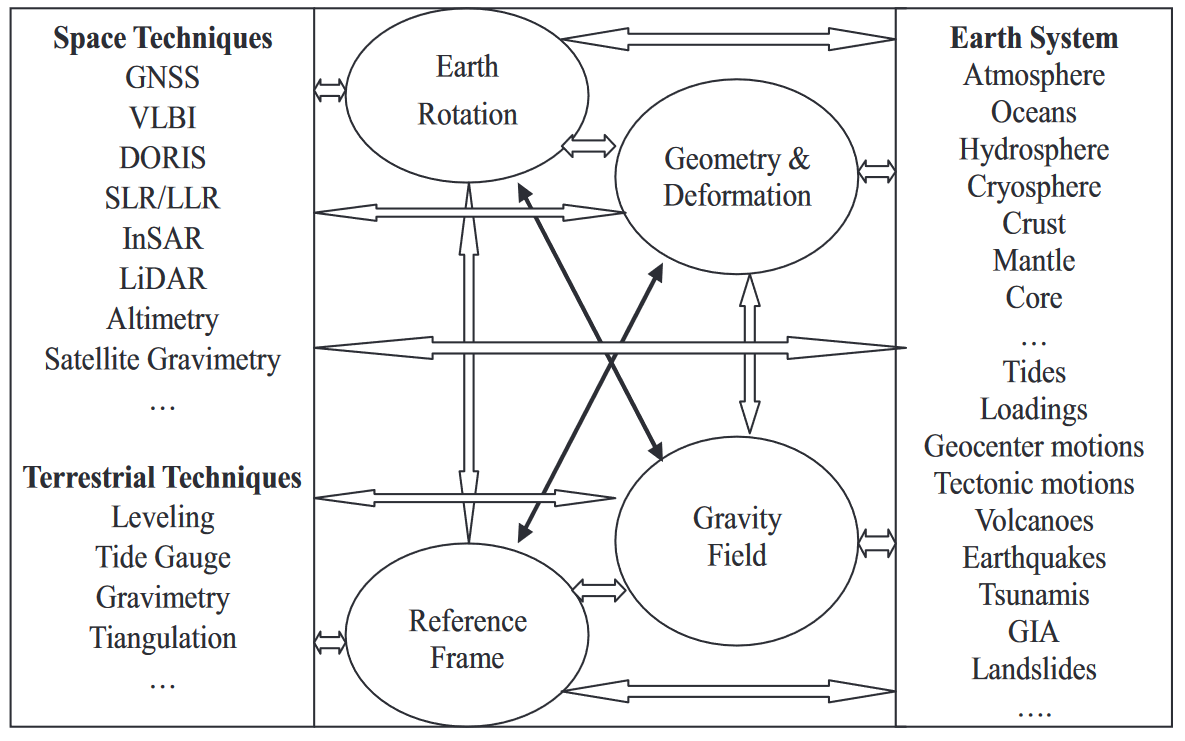 Space Techniques
GNSS
VLBI
DORIS
SLR/LLR
InSAR
LiDAR
Altimetry
Satellite Gravimetry
…
Terrestrial Techniques
Leveling
Tide Gauge
Gravimetry
Tiangulation
…
Earth
Rotation
Geometry &
Deformation
Gravity
Field
Reference
Frame
Earth System
Atmosphere
Oceans
Hydrosphere
Cryosphere
Crust
Mantle
Core
…
Tides
Loadings
Geocenter motions
Tectonic motions
Volcanoes
Earthquakes
Tsunamis
GIA
Landslides
….